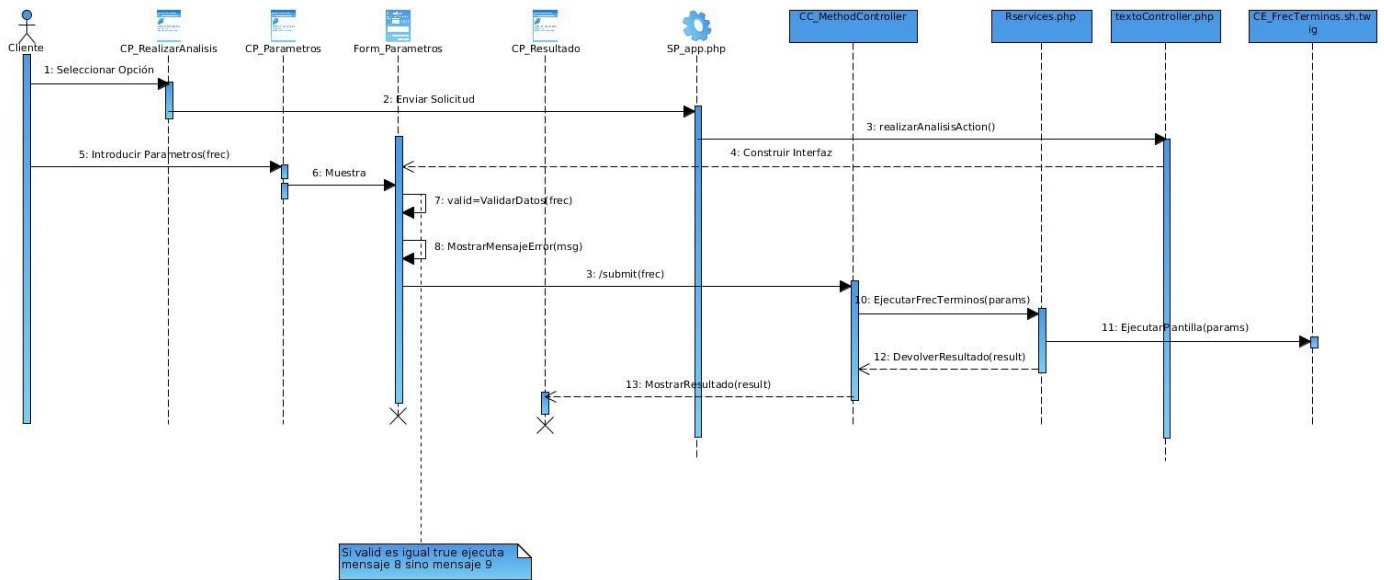 Cliente
CP_RealizarAnalisis
CP_Parametros
Form_Parametros
CP_Resultado
SP_app.php
CC_MethodController
Rservices.php
textoController.php
CE_FrecTerminos.sh.tw
ig
1: Seleccionar Opción
2: Enviar Solicitud
3: realizarAnalisisAction()
4: Construir Interfaz
5: Introducir Parametros(frec)
6: Muestra
7: valid=ValidarDatos(frec)
8: MostrarMensajeError(msg)
3: /submit(frec)
10: EjecutarFrecTerminos(params)
11: EjecutarPlantilla(params)
12: DevolverResultado(result)
13: MostrarResultado(result)
Si valid es igual true ejecuta
mensaje 8 sino mensaje 9